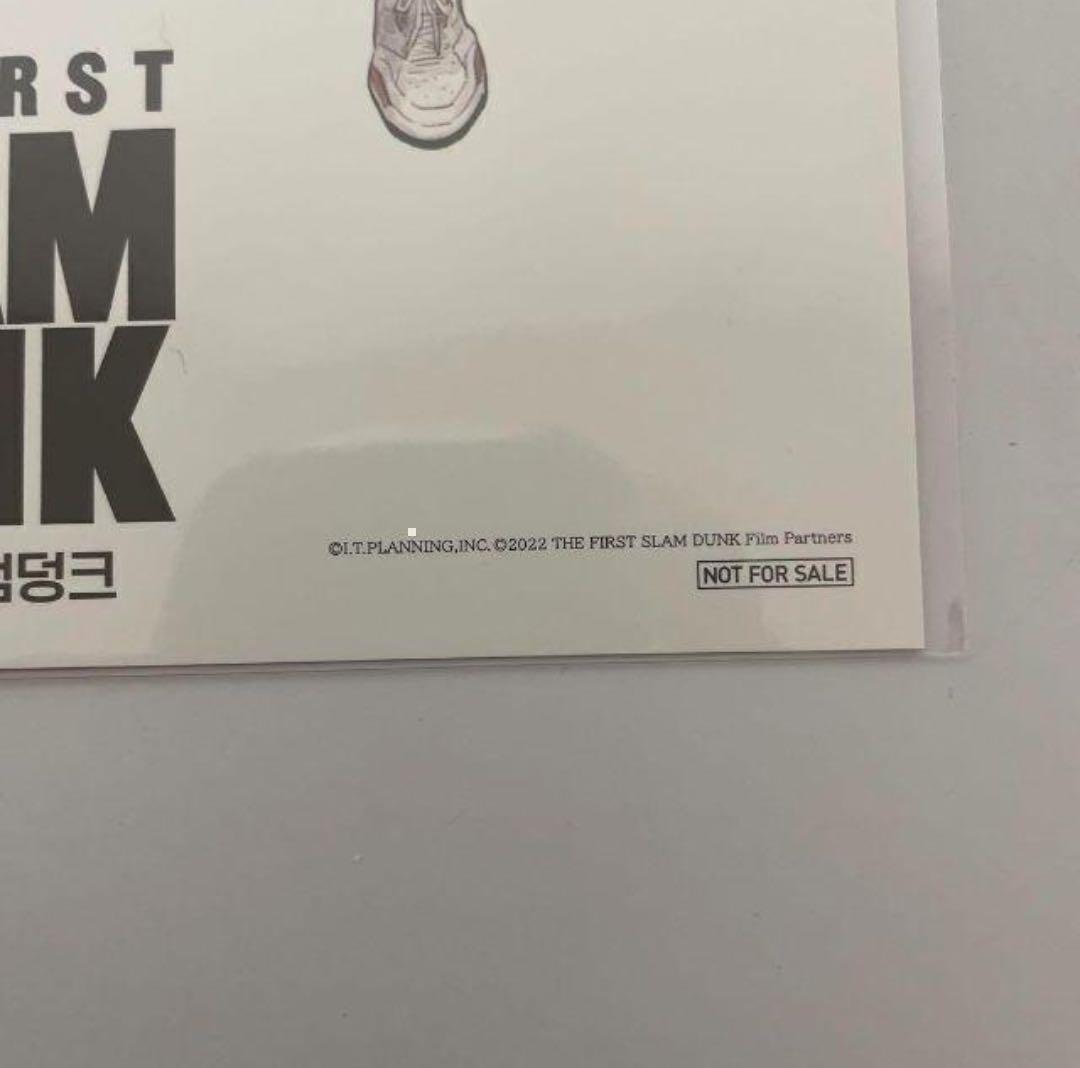 RST
AM
NK
덩크
©I.T.PLANNING,INC. ©2022 THE FIRST SLAM DUNK Film Partners
NOT FOR SALE